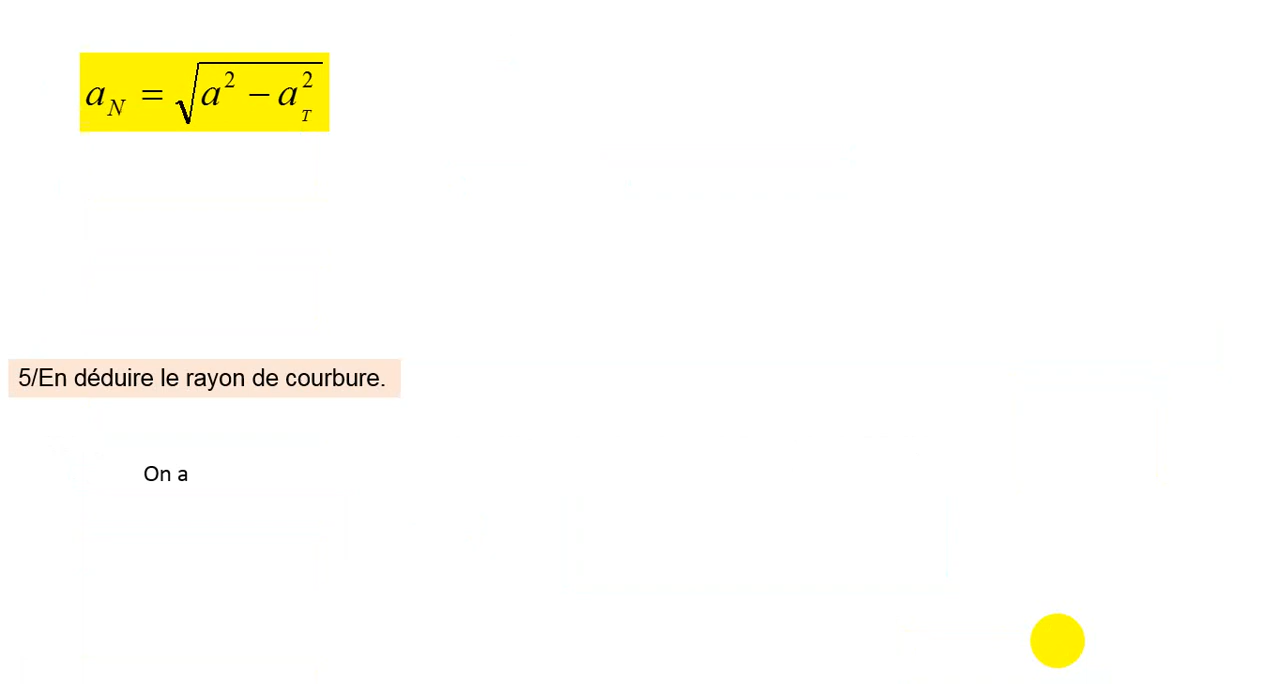 a_N = √(a² − a_T²)
5/En déduire le rayon de courbure.
On a